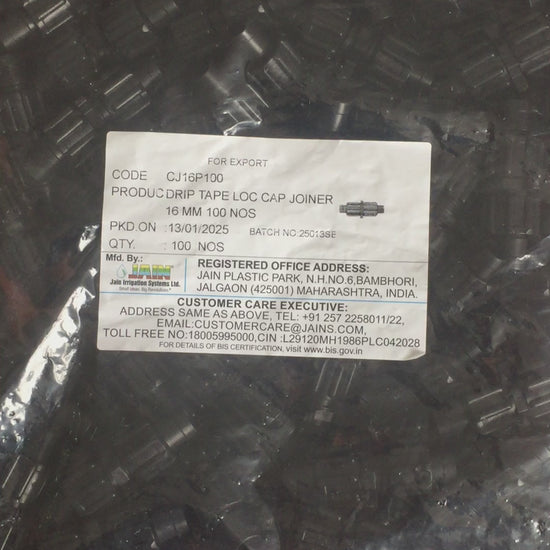 FOR EXPORT
CODE CJ16P100
PRODUC DRIP TAPE LOC CAP JOINER
16 MM 100 NOS
PKD.ON :13/01/2025 BATCH NO:25013SE
QTY. : 100 NOS
Mfd. By.:
JAIN
Jain Irrigation Systems Ltd.
Small Ideas. Big Revolutions.®
REGISTERED OFFICE ADDRESS:
JAIN PLASTIC PARK, N.H.NO.6,BAMBHORI,
JALGAON (425001) MAHARASHTRA, INDIA.
CUSTOMER CARE EXECUTIVE:
ADDRESS SAME AS ABOVE, TEL: +91 257 2258011/22,
EMAIL:CUSTOMERCARE@JAINS.COM,
TOLL FREE NO:18005995000,CIN :L29120MH1986PLC042028
FOR DETAILS OF BIS CERTIFICATION, visit www.bis.gov.in